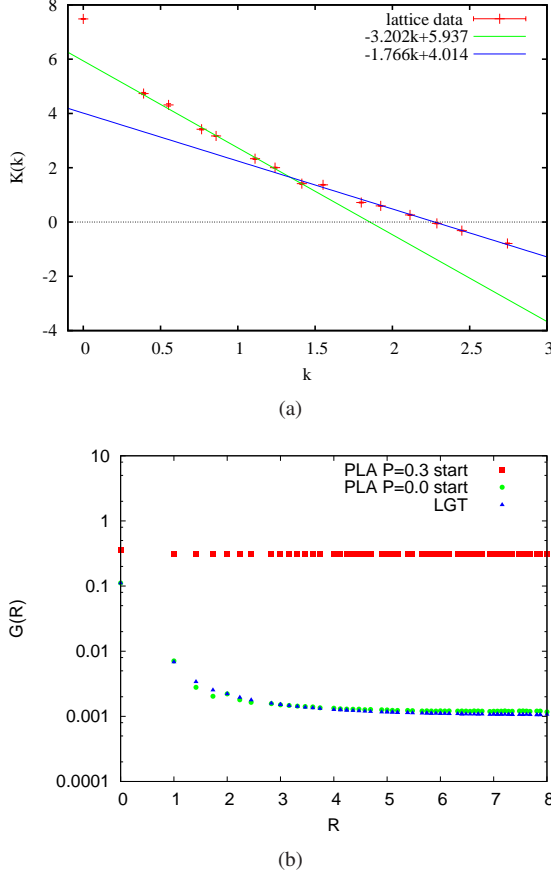 8
6
4
2
0
-2
-4
K(k)
lattice data
-3.202k+5.937
-1.766k+4.014
0
0.5
1
1.5
2
2.5
3
k
(a)
10
1
0.1
0.01
0.001
0.0001
G(R)
PLA P=0.3 start
PLA P=0.0 start
LGT
0
1
2
3
4
5
6
7
8
R
(b)